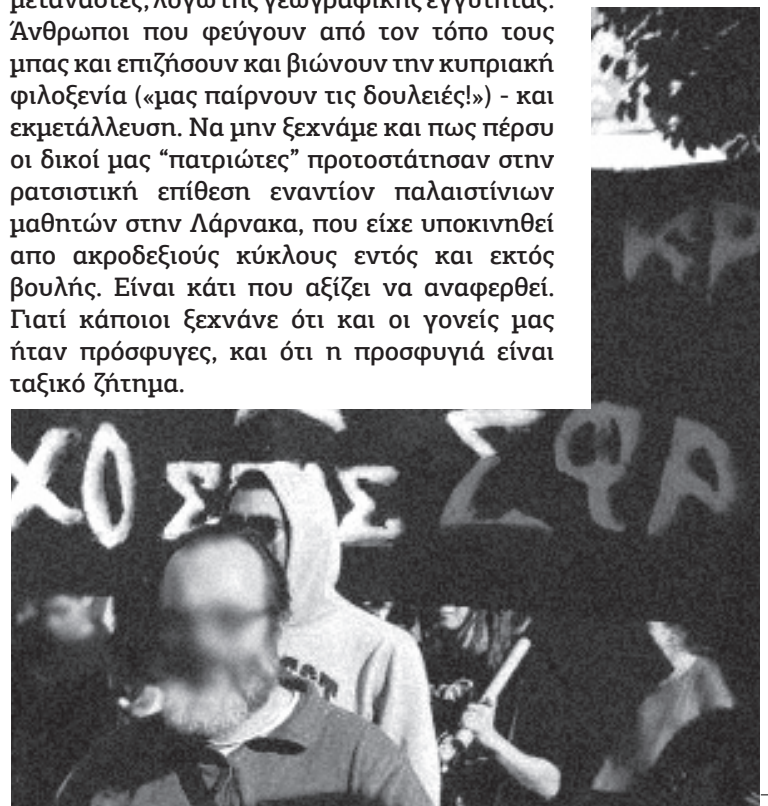 μετανάστες, λόγω της γεωγραφικής εγγύτητας.
Άνθρωποι που φεύγουν από τον τόπο τους
μπας και επιζήσουν και βιώνουν την κυπριακή
φιλοξενία («μας παίρνουν τις δουλειές!») - και
εκμετάλλευση. Να μην ξεχνάμε και πως πέρσυ
οι δικοί μας “πατριώτες” προτοστάτησαν στην
ρατσιστική επίθεση εναντίον παλαιστίνιων
μαθητών στην Λάρνακα, που είχε υποκινηθεί
απο ακροδεξιούς κύκλους εντός και εκτός
βουλής. Είναι κάτι που αξίζει να αναφερθεί.
Γιατί κάποιοι ξεχνάνε ότι και οι γονείς μας
ήταν πρόσφυγες, και ότι η προσφυγιά είναι
ταξικό ζήτημα.
ΚΡ
ΧΟ ΣΦΡ